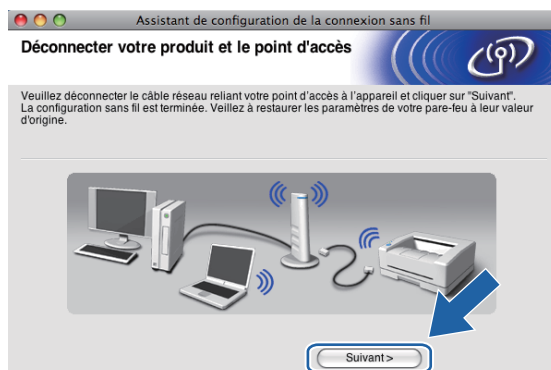 Assistant de configuration de la connexion sans fil
Déconnecter votre produit et le point d'accès
Veuillez déconnecter le câble réseau reliant votre point d'accès à l'appareil et cliquer sur "Suivant".
La configuration sans fil est terminée. Veillez à restaurer les paramètres de votre pare-feu à leur valeur
d'origine.
Suivant >